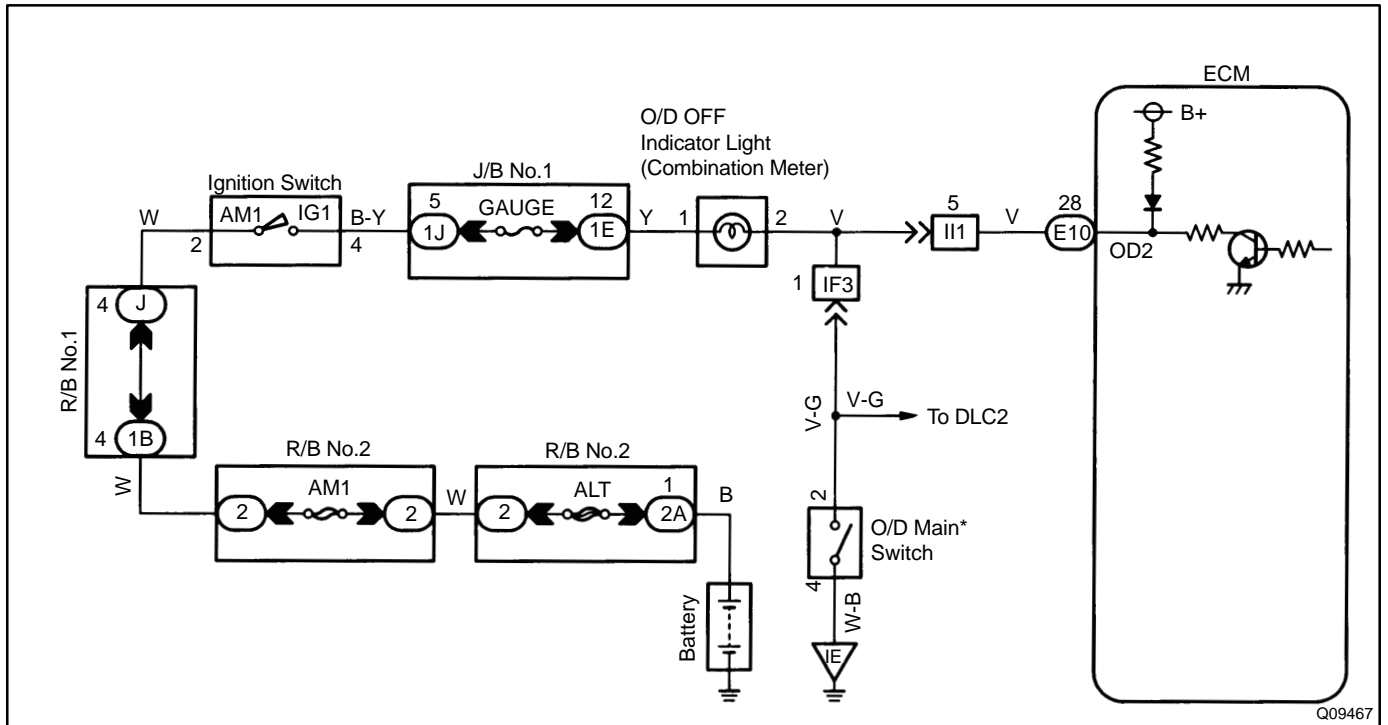 ECM
B+
O/D OFF
Indicator Light
(Combination Meter)
J/B No.1
Ignition Switch
W
AM1
IG1
2
B-Y
4
5
1J
GAUGE
12
1E
Y
1
2
V
5
II1
V
28
E10
OD2
1
IF3
4
J
R/B No.1
4
1B
V-G
V-G
To DLC2
R/B No.2
R/B No.2
W
2
AM1
2
W
2
ALT
1
2A
B
2
O/D Main*
Switch
4
Battery
W-B
IE
Q09467